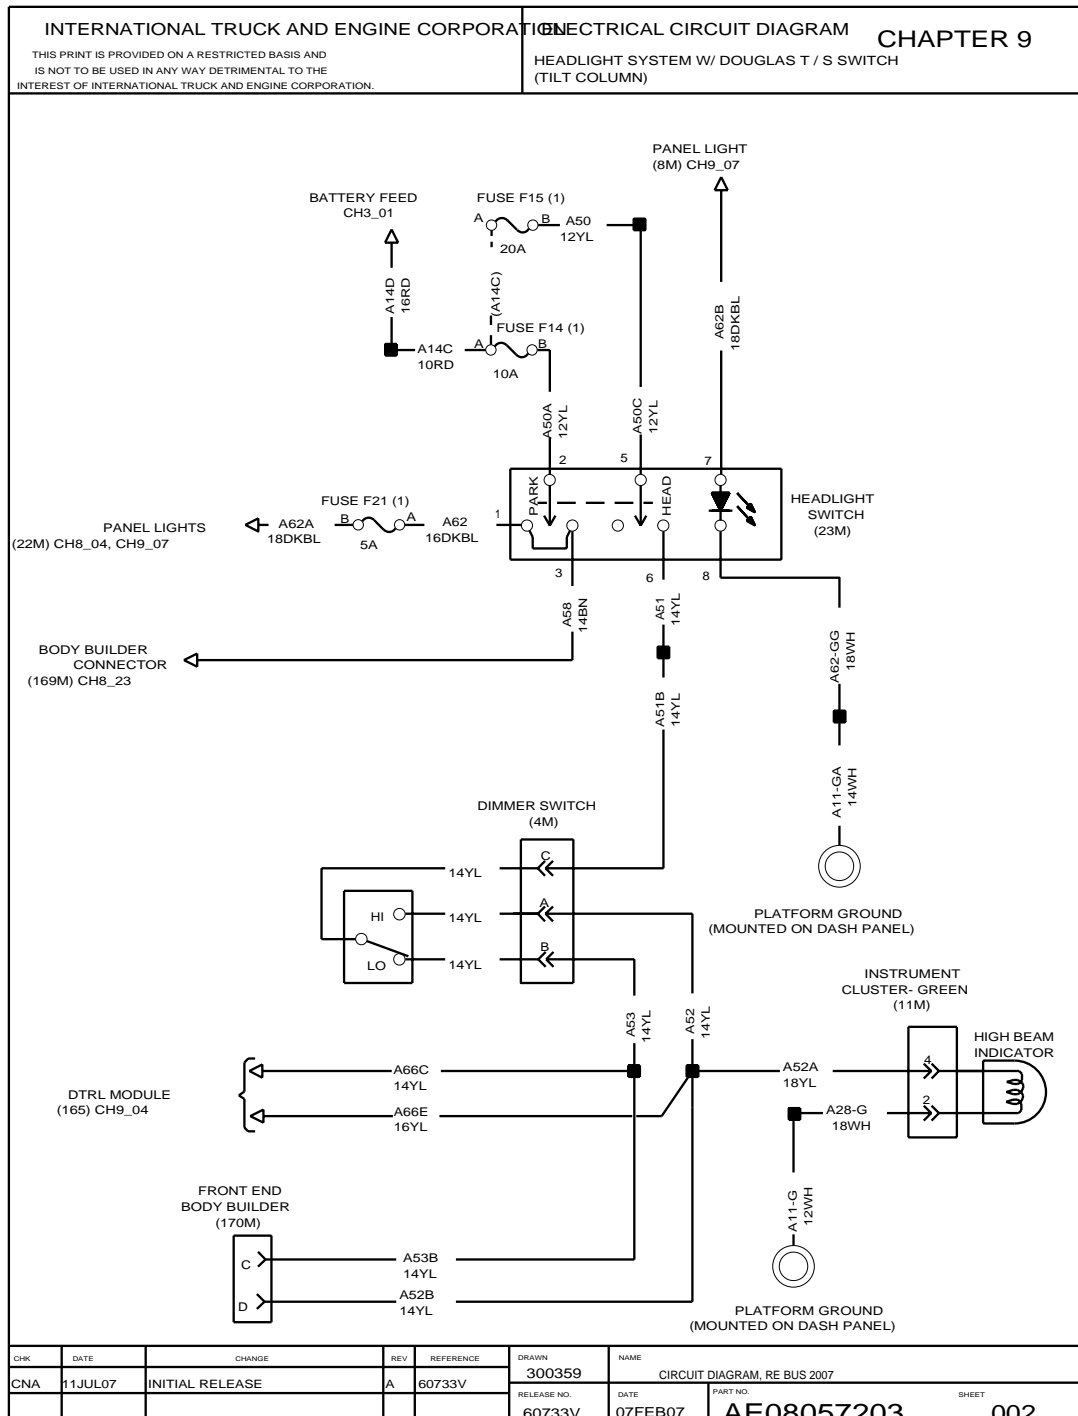 INTERNATIONAL TRUCK AND ENGINE CORPORATION
THIS PRINT IS PROVIDED ON A RESTRICTED BASIS AND
IS NOT TO BE USED IN ANY WAY DETRIMENTAL TO THE
INTEREST OF INTERNATIONAL TRUCK AND ENGINE CORPORATION.
ELECTRICAL CIRCUIT DIAGRAM
CHAPTER 9
HEADLIGHT SYSTEM W/ DOUGLAS T / S SWITCH
(TILT COLUMN)
PANEL LIGHT
(8M) CH9_07
BATTERY FEED
CH3_01
FUSE F15 (1)
A
B
A50
12YL
20A
A14D
16RD
(A14C)
A62B
18DKBL
FUSE F14 (1)
A14C
10RD
A
B
10A
A50A
12YL
A50C
12YL
2
5
7
PARK
HEAD
HEADLIGHT
SWITCH
(23M)
FUSE F21 (1)
PANEL LIGHTS
(22M) CH8_04, CH9_07
A62A
18DKBL
B
A
5A
A62
16DKBL
1
3
6
8
A58
14BN
A51
14YL
BODY BUILDER
CONNECTOR
(169M) CH8_23
A62-GG
18WH
A51B
14YL
A11-GA
14WH
DIMMER SWITCH
(4M)
14YL
C
HI
14YL
A
LO
14YL
B
PLATFORM GROUND
(MOUNTED ON DASH PANEL)
INSTRUMENT
CLUSTER- GREEN
(11M)
A53
14YL
A52
14YL
HIGH BEAM
INDICATOR
A66C
14YL
A52A
18YL
4
DTRL MODULE
(165) CH9_04
A66E
16YL
A28-G
18WH
2
A11-G
12WH
FRONT END
BODY BUILDER
(170M)
C
A53B
14YL
D
A52B
14YL
PLATFORM GROUND
(MOUNTED ON DASH PANEL)
CHK
DATE
CHANGE
REV
REFERENCE
DRAWN
NAME
CNA
11JUL07
INITIAL RELEASE
A
60733V
300359
CIRCUIT DIAGRAM, RE BUS 2007
RELEASE NO.
DATE
PART NO.
SHEET
60733V
07FEB07
AE08057203
002